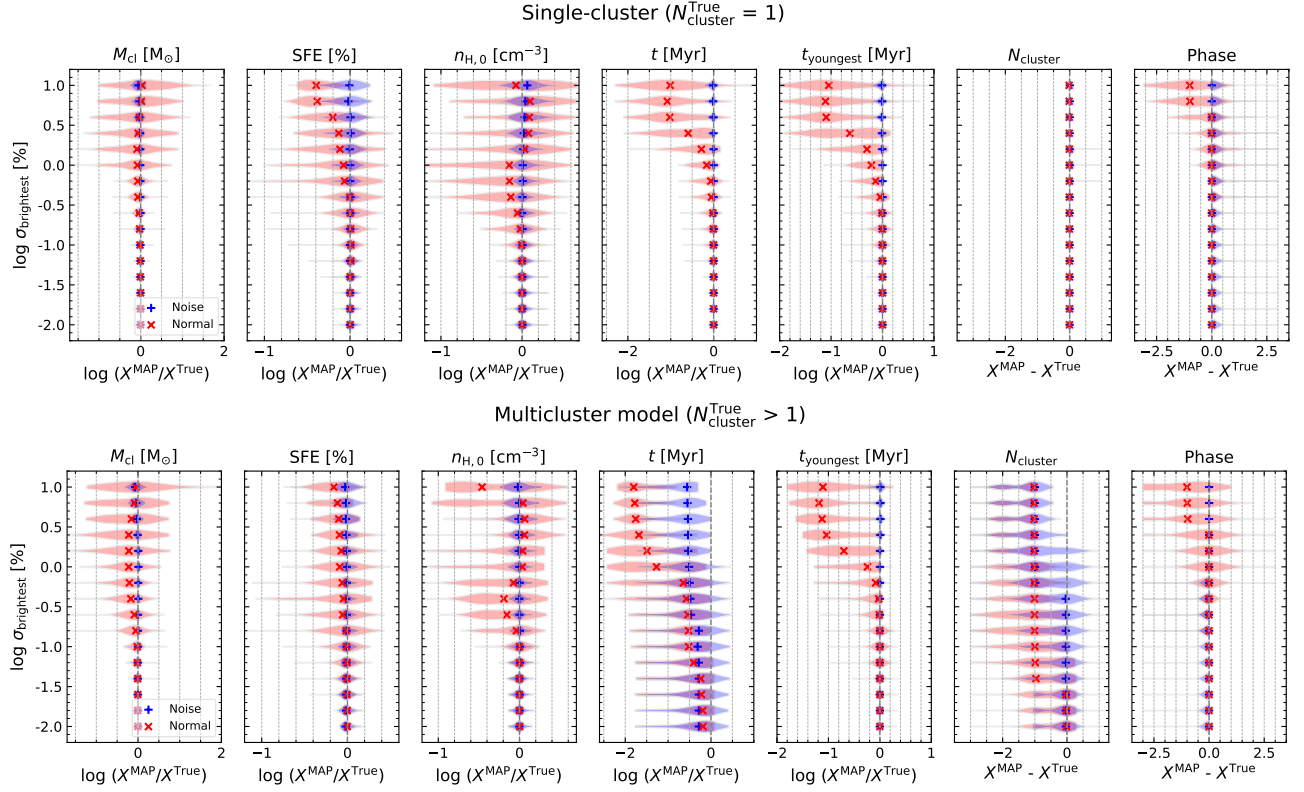 Single-cluster (N_cluster^True = 1)
M_cl [M_⊙] SFE [%] n_H, 0 [cm^−3] t [Myr] t_youngest [Myr] N_cluster Phase
log σ_brightest [%]
1.0
0.5
0.0
-0.5
-1.0
-1.5
-2.0
Noise
Normal
0 2 −1 0 −1 0 −2 0 −2 −1 0 1 −2 0 −2.5 0.0 2.5
log (X^MAP/X^True) log (X^MAP/X^True) log (X^MAP/X^True) log (X^MAP/X^True) log (X^MAP/X^True) X^MAP - X^True X^MAP - X^True
Multicluster model (N_cluster^True > 1)
M_cl [M_⊙] SFE [%] n_H, 0 [cm^−3] t [Myr] t_youngest [Myr] N_cluster Phase
log σ_brightest [%]
1.0
0.5
0.0
-0.5
-1.0
-1.5
-2.0
Noise
Normal
0 2 −1 0 −1 0 −2 0 −2 −1 0 1 −2 0 −2.5 0.0 2.5
log (X^MAP/X^True) log (X^MAP/X^True) log (X^MAP/X^True) log (X^MAP/X^True) log (X^MAP/X^True) X^MAP - X^True X^MAP - X^True